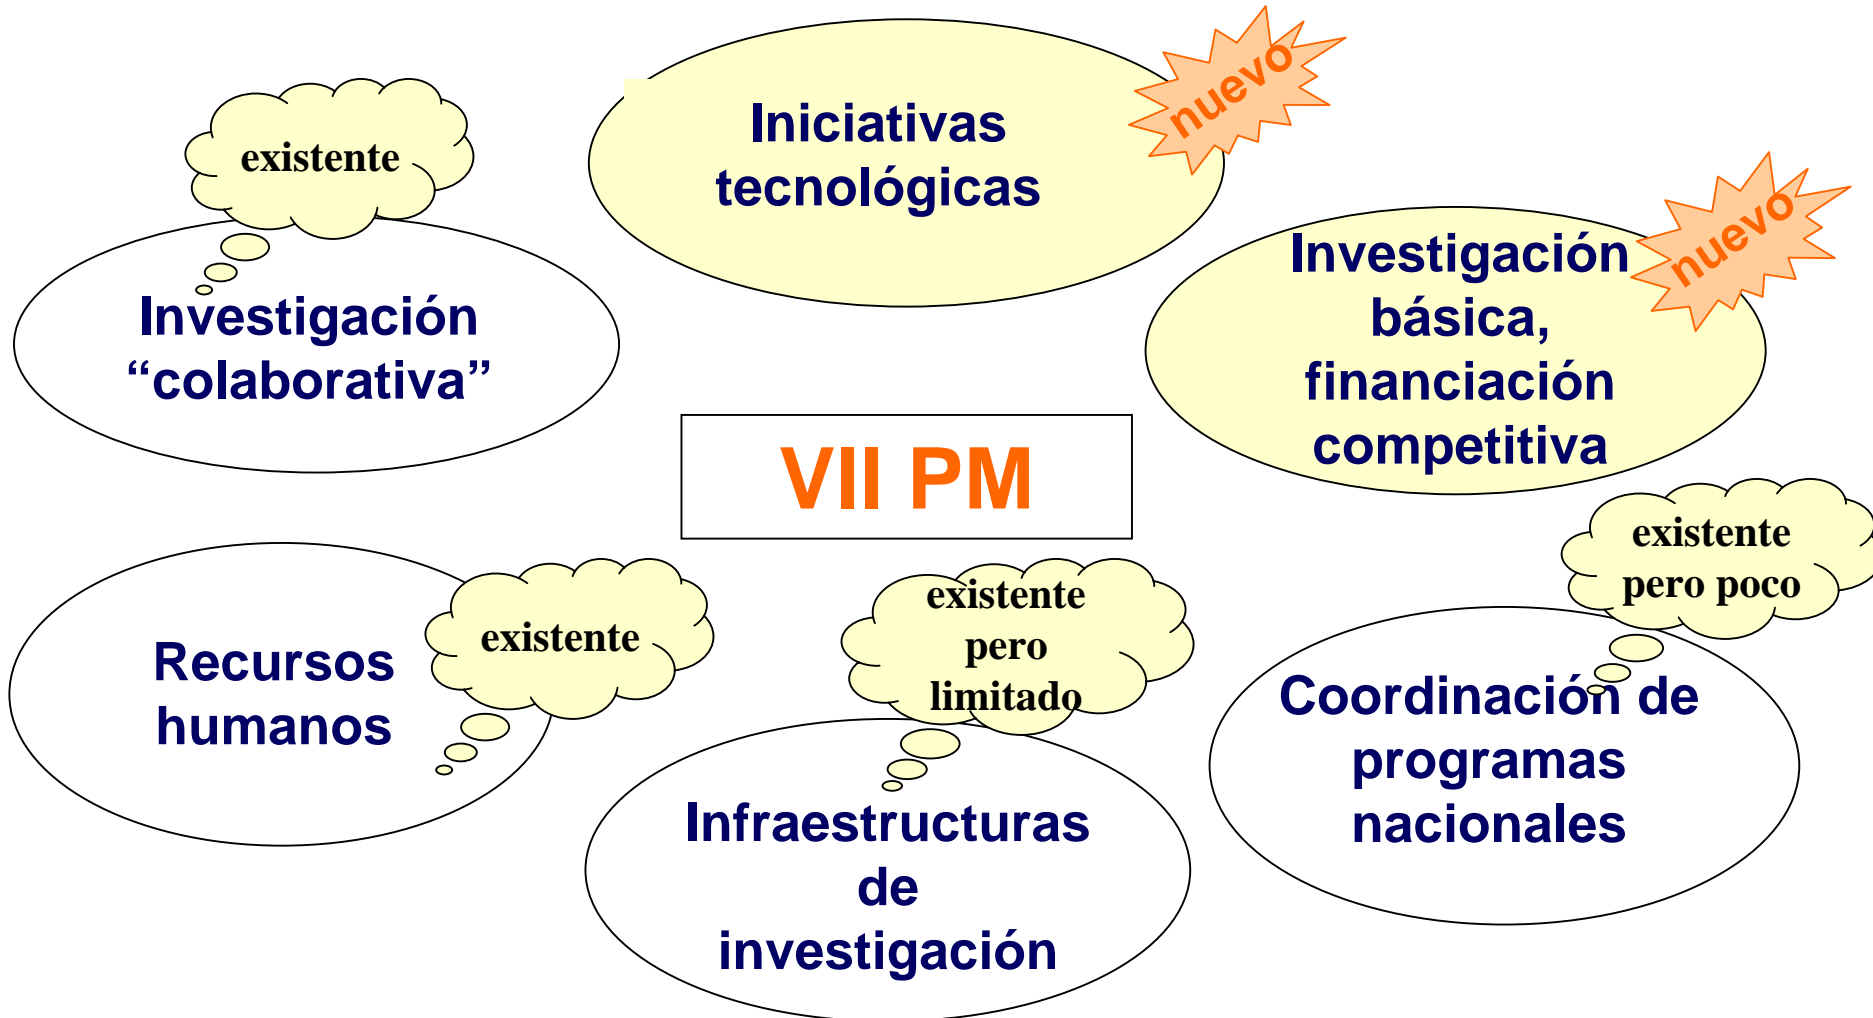 existente
Investigación
“colaborativa”
Iniciativas
tecnológicas
nuevo
Investigación
básica,
financiación
competitiva
nuevo
VII PM
Recursos
humanos
existente
existente
pero
limitado
Infraestructuras
de
investigación
existente
pero poco
Coordinación de
programas
nacionales